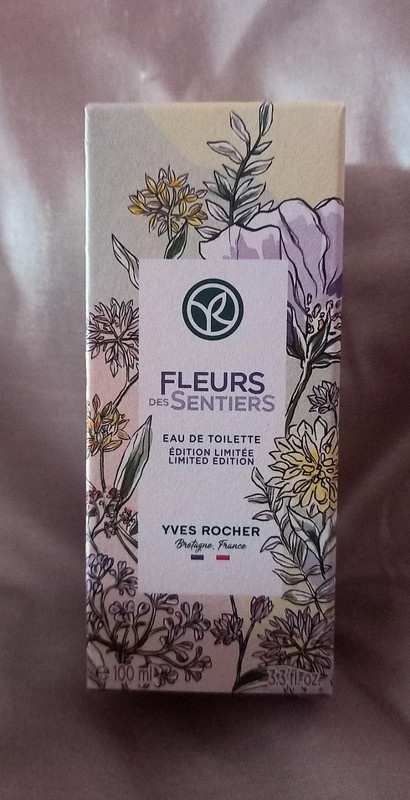 FLEURS
DES SENTIERS
EAU DE TOILETTE
ÉDITION LIMITÉE
LIMITED EDITION
YVES ROCHER
Bretagne, France
e 100 ml
3.3 fl.oz